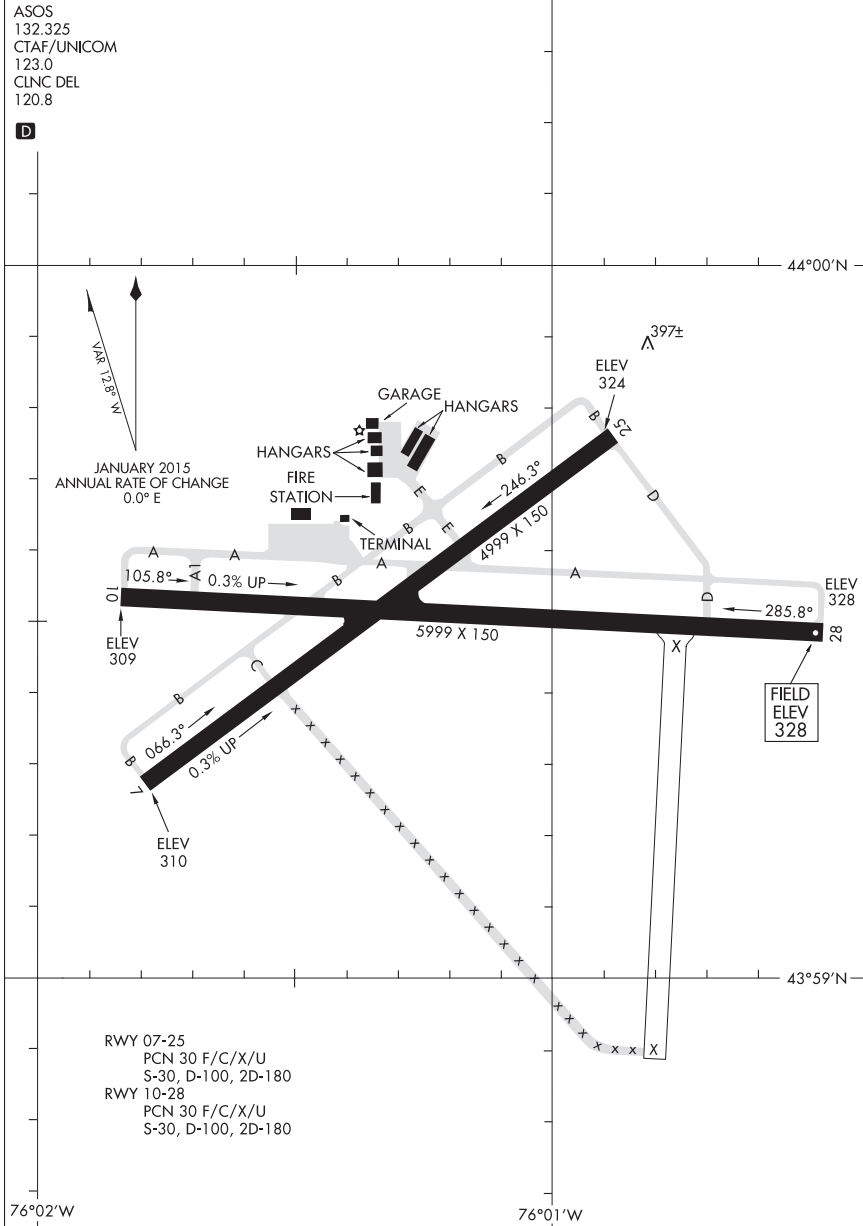 ASOS
132.325
CTAF/UNICOM
123.0
CLNC DEL
120.8
D
44°00'N
397±
VAR 12.8° W
ELEV
324
GARAGE
HANGARS
B
25
HANGARS
B
JANUARY 2015
ANNUAL RATE OF CHANGE
0.0° E
FIRE
STATION
E
246.3°
D
B
E
4999 X 150
TERMINAL
A
A
A
A
B
A1
105.8°
0.3% UP
10
D
285.8°
ELEV
328
28
5999 X 150
ELEV
309
X
C
B
066.3°
0.3% UP
FIELD
ELEV
328
x x x x x x x x x x x x x x x x x x x x x x x
B
7
ELEV
310
43°59'N
X
RWY 07-25
PCN 30 F/C/X/U
S-30, D-100, 2D-180
RWY 10-28
PCN 30 F/C/X/U
S-30, D-100, 2D-180
76°02'W
76°01'W